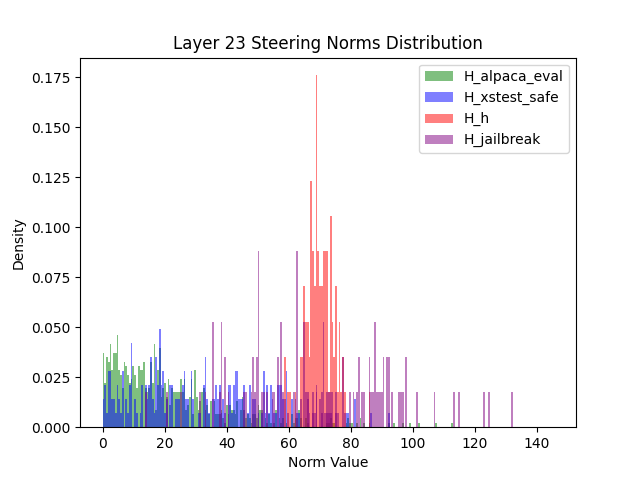 Layer 23 Steering Norms Distribution
H_alpaca_eval
H_xstest_safe
H_h
H_jailbreak
0.175
0.150
0.125
0.100
0.075
0.050
0.025
0.000
Density
0 20 40 60 80 100 120 140
Norm Value